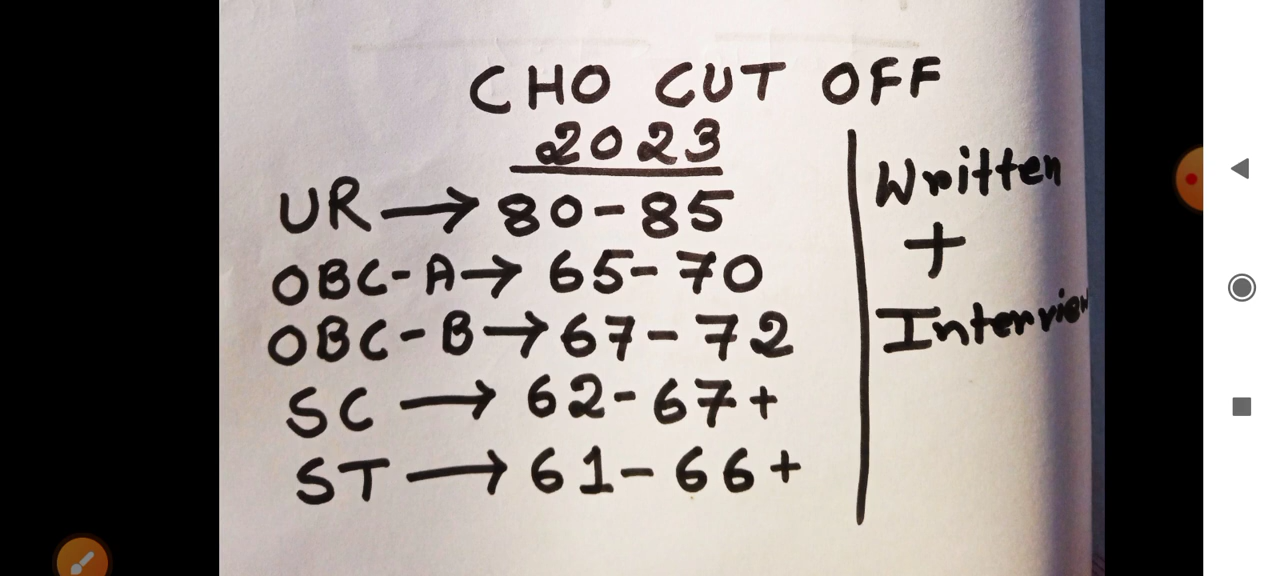 CHO CUT OFF
2023
UR → 80-85
OBC-A → 65-70
OBC-B → 67-72
SC → 62-67+
ST → 61-66+
Written
+
Interview